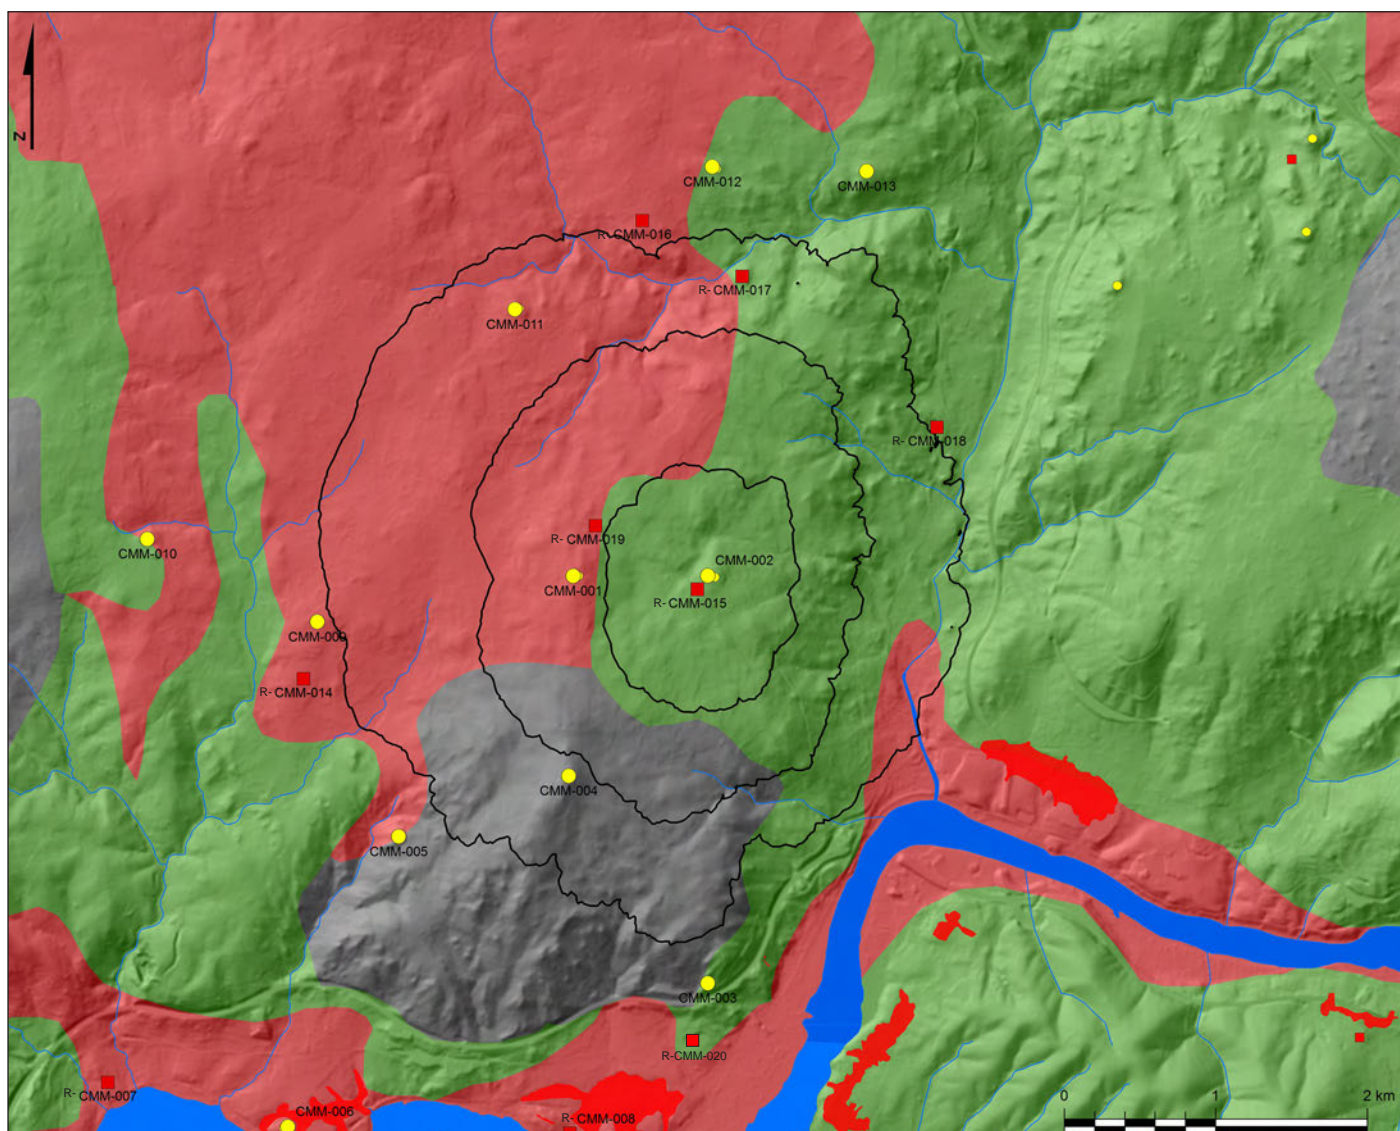 Z
CMM-012
CMM-013
R- CMM-016
R- CMM-017
CMM-011
R- CMM-018
R- CMM-019
CMM-010
CMM-002
CMM-001
R- CMM-015
CMM-009
R- CMM-014
CMM-004
CMM-005
CMM-003
R-CMM-020
R- CMM-007
CMM-006
R- CMM-008
0 1 2 km